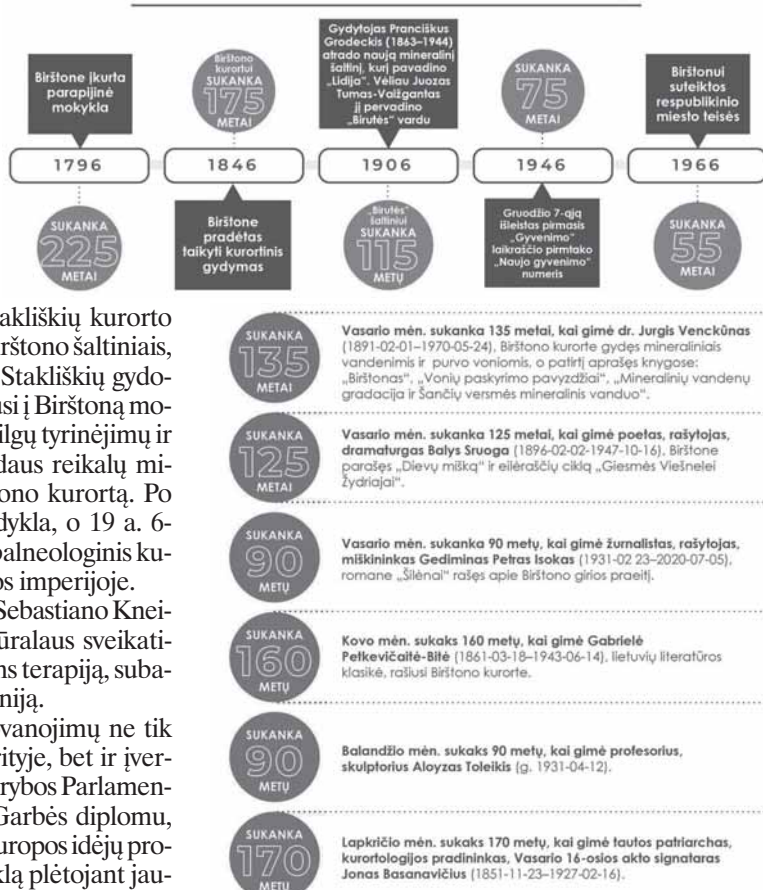 Birštone įkurta
parapijinė
mokykla
1796
SUKANKA
225
METAI
Birštono
kurortui
SUKANKA
175
METAI
1846
Birštone
pradėtas
taikyti kurortinis
gydymas
Gydytojas Pranciškus
Grodeckis (1863–1944)
atrado naują mineralinį
šaltinį, kurį pavadino
„Lidija". Vėliau Juozas
Tumas-Vaižgantas
jį pervadino
„Birutės" vardu
1906
„Birutės"
šaltiniui
SUKANKA
115
METŲ
SUKANKA
75
METAI
1946
Gruodžio 7-ąją
išleistas pirmasis
„Gyvenimo"
laikraščio pirmtako
„Naujo gyvenimo"
numeris
Birštonui
suteiktos
respublikinio
miesto teisės
1966
SUKANKA
55
METAI
takliškių kurorto
irštono šaltiniais,
Stakliškių gydo-
usi į Birštoną mo-
ilgų tyrinėjimų ir
daus reikalų mi-
ono kurortą. Po
dykla, o 19 a. 6-
balneologinis ku-
os imperijoje.
Sebastiano Knei-
ūralaus sveikati-
ns terapiją, suba-
niją.
vanojimų ne tik
rityje, bet ir įver-
rybos Parlamen-
Garbės diplomu,
uropos idėjų pro-
klą plėtojant jau-
SUKANKA
135
METAI
Vasario mėn. sukanka 135 metai, kai gimė dr. Jurgis Venckūnas
(1891-02-01–1970-05-24), Birštono kurorte gydęs mineraliniais
vandenimis ir purvo voniomis, o patirtį aprašęs knygose:
„Birštonas", „Vonių paskyrimo pavyzdžiai", „Mineralinių vandenų
gradacija ir Šančių versmės mineralinis vanduo".
SUKANKA
125
METAI
Vasario mėn. sukanka 125 metai, kai gimė poetas, rašytojas,
dramaturgas Balys Sruoga (1896-02-02-1947-10-16), Birštone
parašęs „Dievų mišką" ir eilėraščių ciklą „Giesmės Viešnelei
Žydriajai".
SUKANKA
90
METŲ
Vasario mėn. sukanka 90 metų, kai gimė žurnalistas, rašytojas,
miškininkas Gediminas Petras Isokas (1931-02 23–2020-07-05),
romane „Šilėnai" rašęs apie Birštono girios praeitį.
SUKANKA
160
METŲ
Kovo mėn. sukaks 160 metų, kai gimė Gabrielė
Petkevičaitė-Bitė (1861-03-18–1943-06-14), lietuvių literatūros
klasikė, rašiusi Birštono kurorte.
SUKANKA
90
METŲ
Balandžio mėn. sukaks 90 metų, kai gimė profesorius,
skulptorius Aloyzas Toleikis (g. 1931-04-12).
SUKANKA
170
METŲ
Lapkričio mėn. sukaks 170 metų, kai gimė tautos patriarchas,
kurortologijos pradininkas, Vasario 16-osios akto signataras
Jonas Basanavičius (1851-11-23–1927-02-16).